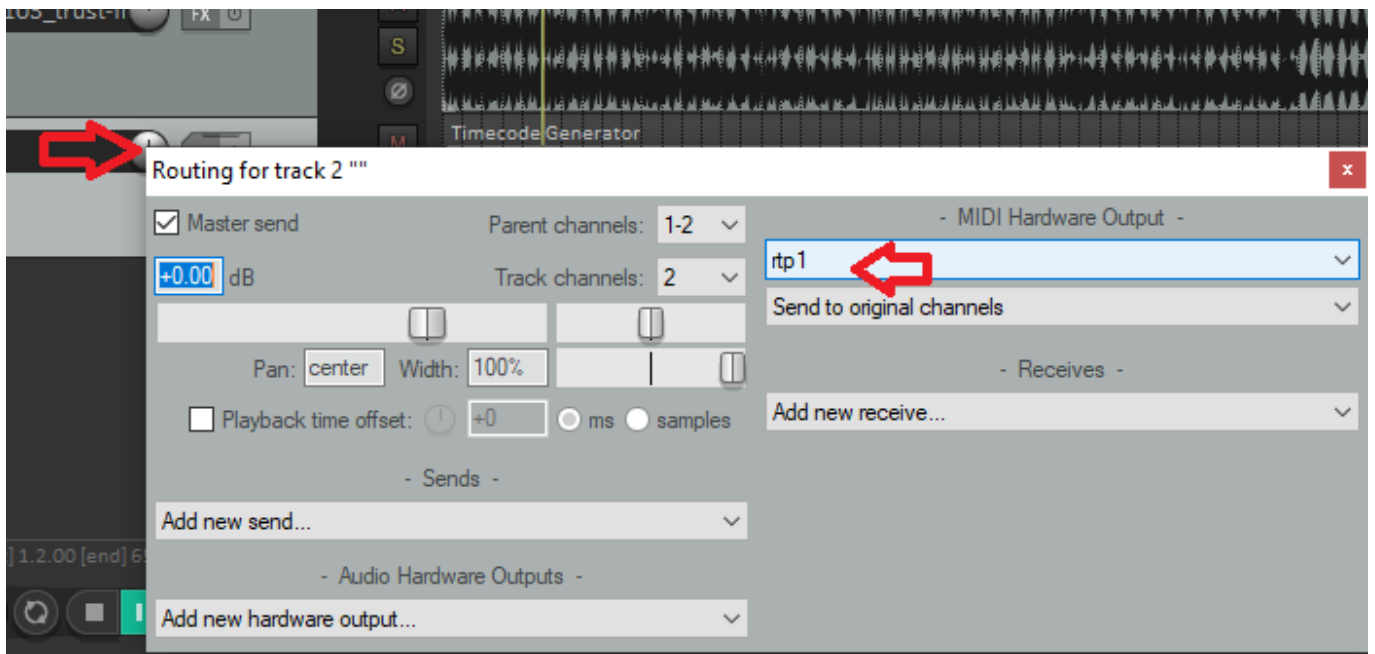 FX
S
M
Timecode Generator
Routing for track 2 ""
x
Master send
Parent channels: 1-2
+0.00 dB
Track channels: 2
Pan: center Width: 100%
Playback time offset: +0 ms samples
- Sends -
Add new send...
- Audio Hardware Outputs -
Add new hardware output...
- MIDI Hardware Output -
rtp1
Send to original channels
- Receives -
Add new receive...
1.2.00 [end]